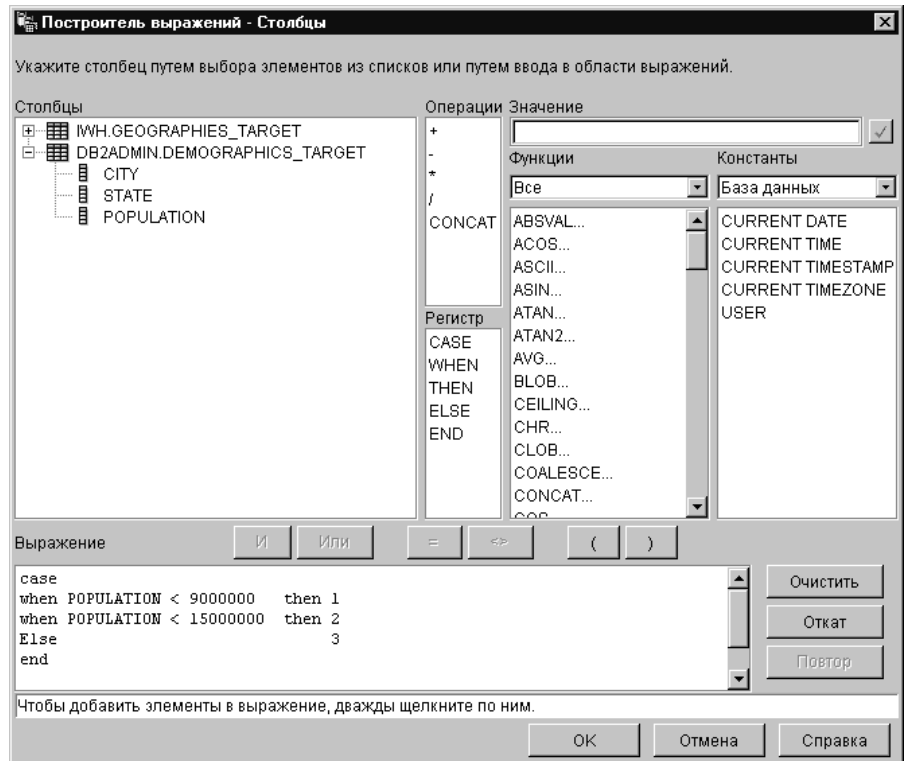 Построитель выражений - Столбцы
Укажите столбец путем выбора элементов из списков или путем ввода в области выражений.
Столбцы
IWH.GEOGRAPHIES_TARGET
DB2ADMIN.DEMOGRAPHICS_TARGET
CITY
STATE
POPULATION
Операции
+
-
*
/
CONCAT
Регистр
CASE
WHEN
THEN
ELSE
END
Значение
Функции
Все
ABSVAL...
ACOS...
ASCII...
ASIN...
ATAN...
ATAN2...
AVG...
BLOB...
CEILING...
CHR...
CLOB...
COALESCE...
CONCAT...
COS
Константы
База данных
CURRENT DATE
CURRENT TIME
CURRENT TIMESTAMP
CURRENT TIMEZONE
USER
Выражение И Или = <> ( )
case
when POPULATION < 9000000 then 1
when POPULATION < 15000000 then 2
Else 3
end
Очистить
Откат
Повтор
Чтобы добавить элементы в выражение, дважды щелкните по ним.
OK Отмена Справка